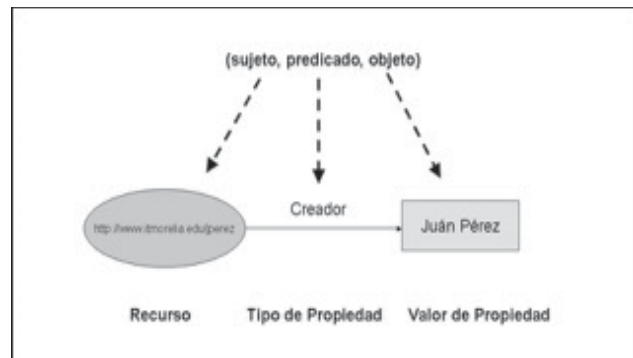 (sujeto, predicado, objeto)
Creador
http://www.itmorelia.edu/perez
Juán Pérez
Recurso
Tipo de Propiedad
Valor de Propiedad